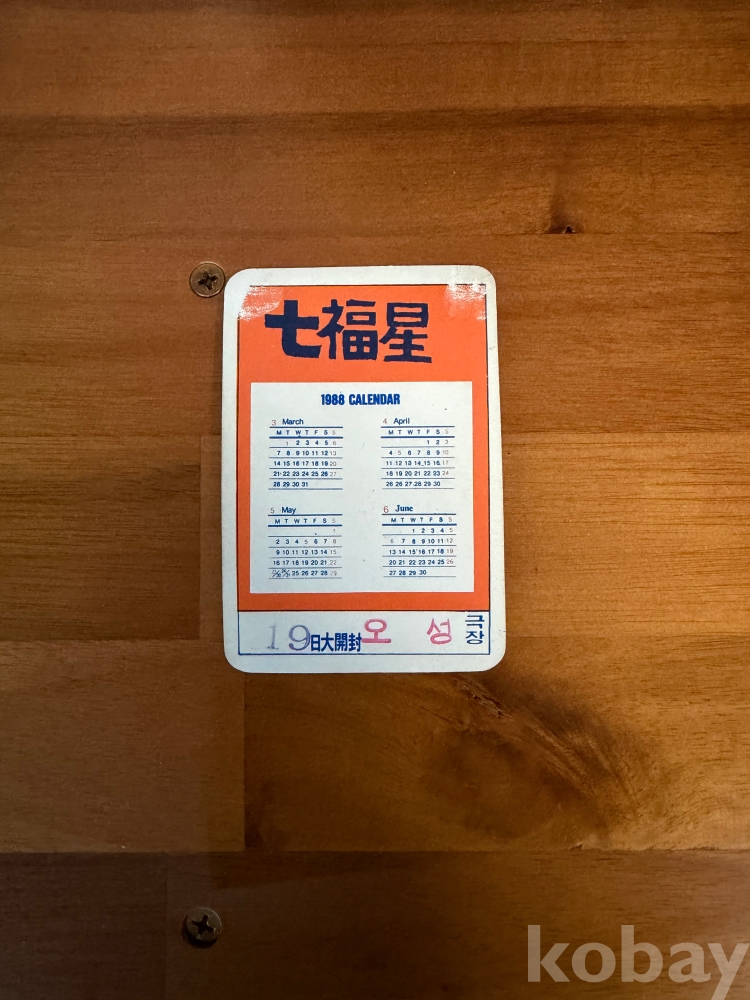 七福星
1988 CALENDAR
3 March
M T W T F S S
1 2 3 4 5 6
7 8 9 10 11 12 13
14 15 16 17 18 19 20
21 22 23 24 25 26 27
28 29 30 31
4 April
M T W T F S S
1 2 3
4 5 6 7 8 9 10
11 12 13 14 15 16 17
18 19 20 21 22 23 24
26 26 27 28 29 30
5 May
M T W T F S S
1
2 3 4 5 6 7 8
9 10 11 12 13 14 15
16 17 18 19 20 21 22
23/30 24/31 25 26 27 28 29
6 June
M T W T F S S
1 2 3 4 5
6 7 8 9 10 11 12
13 14 15 16 17 18 19
20 21 22 23 24 25 26
27 28 29 30
19日大開封 오 성 극장
kobay